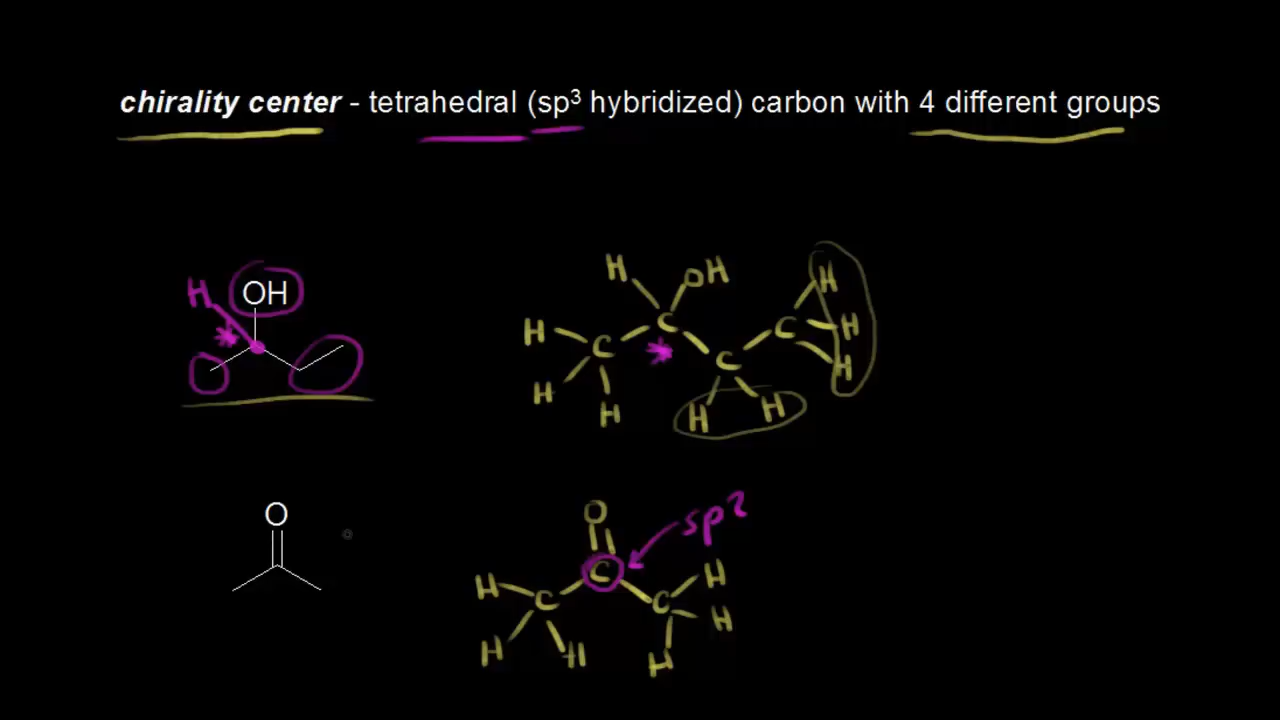 chirality center - tetrahedral (sp³ hybridized) carbon with 4 different groups
H OH
H OH H
H C C C H
H H C H
H H
O
O sp2
C H
H C C H
H H H